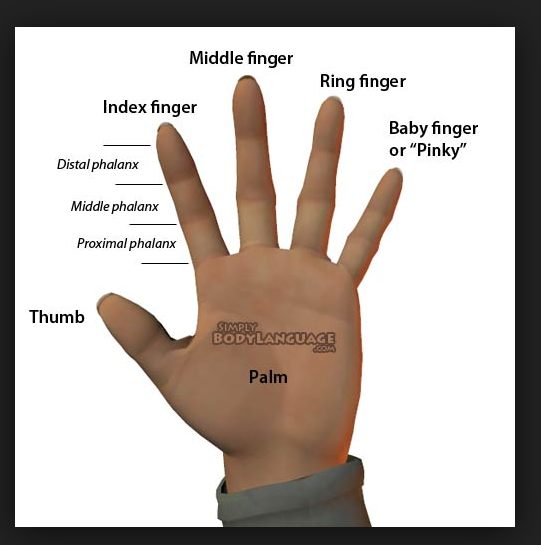 Middle finger
Ring finger
Index finger
Baby finger
or “Pinky”
Distal phalanx
Middle phalanx
Proximal phalanx
Thumb
SIMPLY
BODYLANGUAGE
.COM
Palm